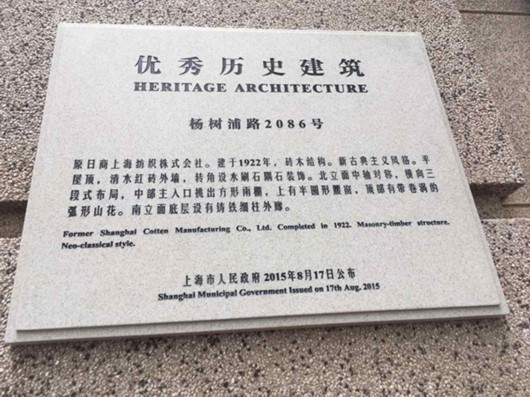 优秀历史建筑
HERITAGE ARCHITECTURE
杨树浦路2086号
原日商上海纺织株式会社。建于1922年，砖木结构。新古典主义风格。平
屋顶，清水红砖外墙，转角设水刷石隅石装饰。北立面中轴对称，横向三
段式布局，中部主入口挑出方形雨棚，上有半圆形腰窗，顶部有带卷涡的
弧形山花。南立面底层设有铸铁细柱外廊。
Former Shanghai Cotten Manufacturing Co., Ltd. Completed in 1922. Masonry-timber structure.
Neo-classical style.
上海市人民政府 2015年8月17日公布
Shanghai Municipal Government Issued on 17th Aug. 2015